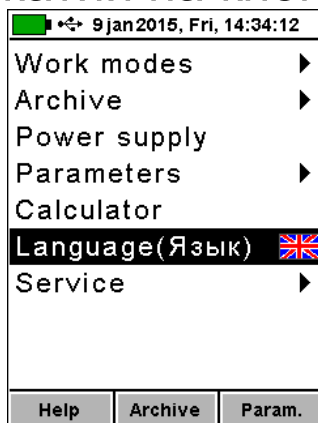 9 jan 2015, Fri, 14:34:12
Work modes
Archive
Power supply
Parameters
Calculator
Language(Язык)
Service
Help Archive Param.